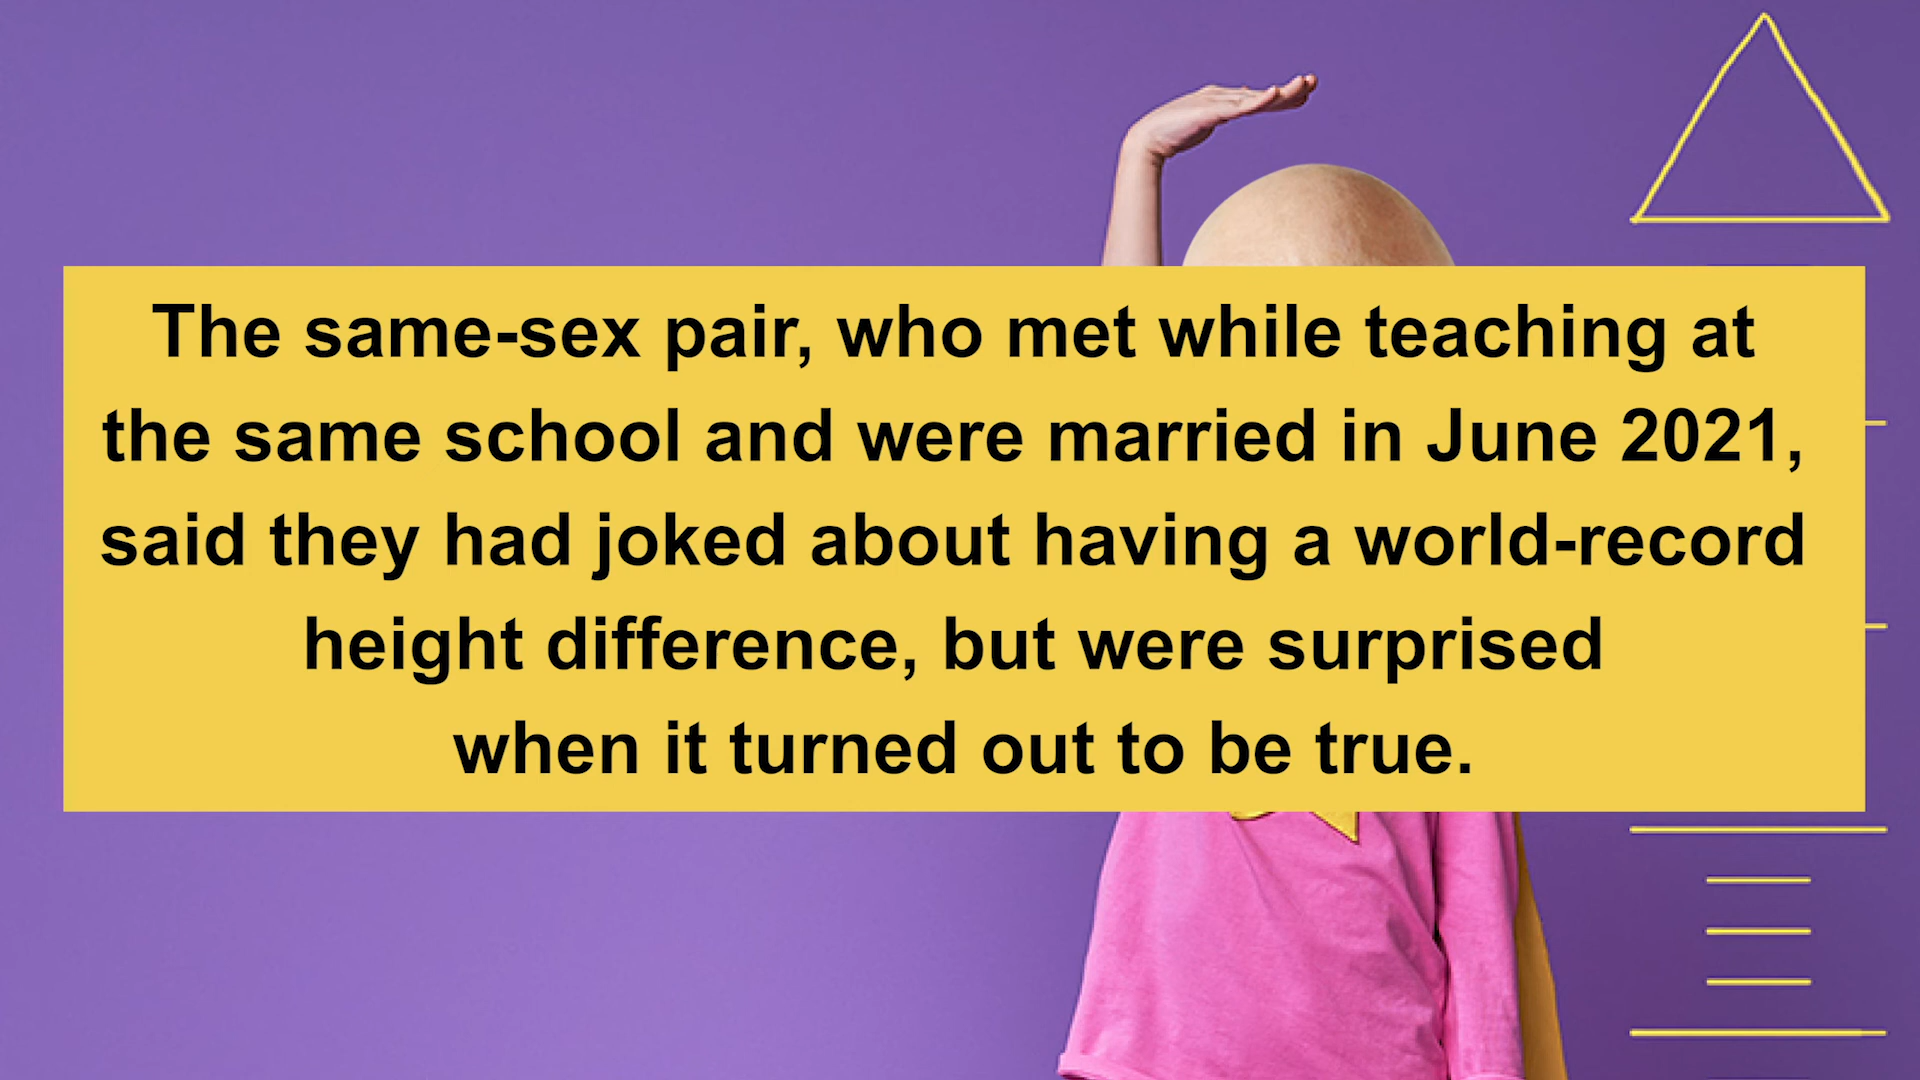 The same-sex pair, who met while teaching at
the same school and were married in June 2021,
said they had joked about having a world-record
height difference, but were surprised
when it turned out to be true.